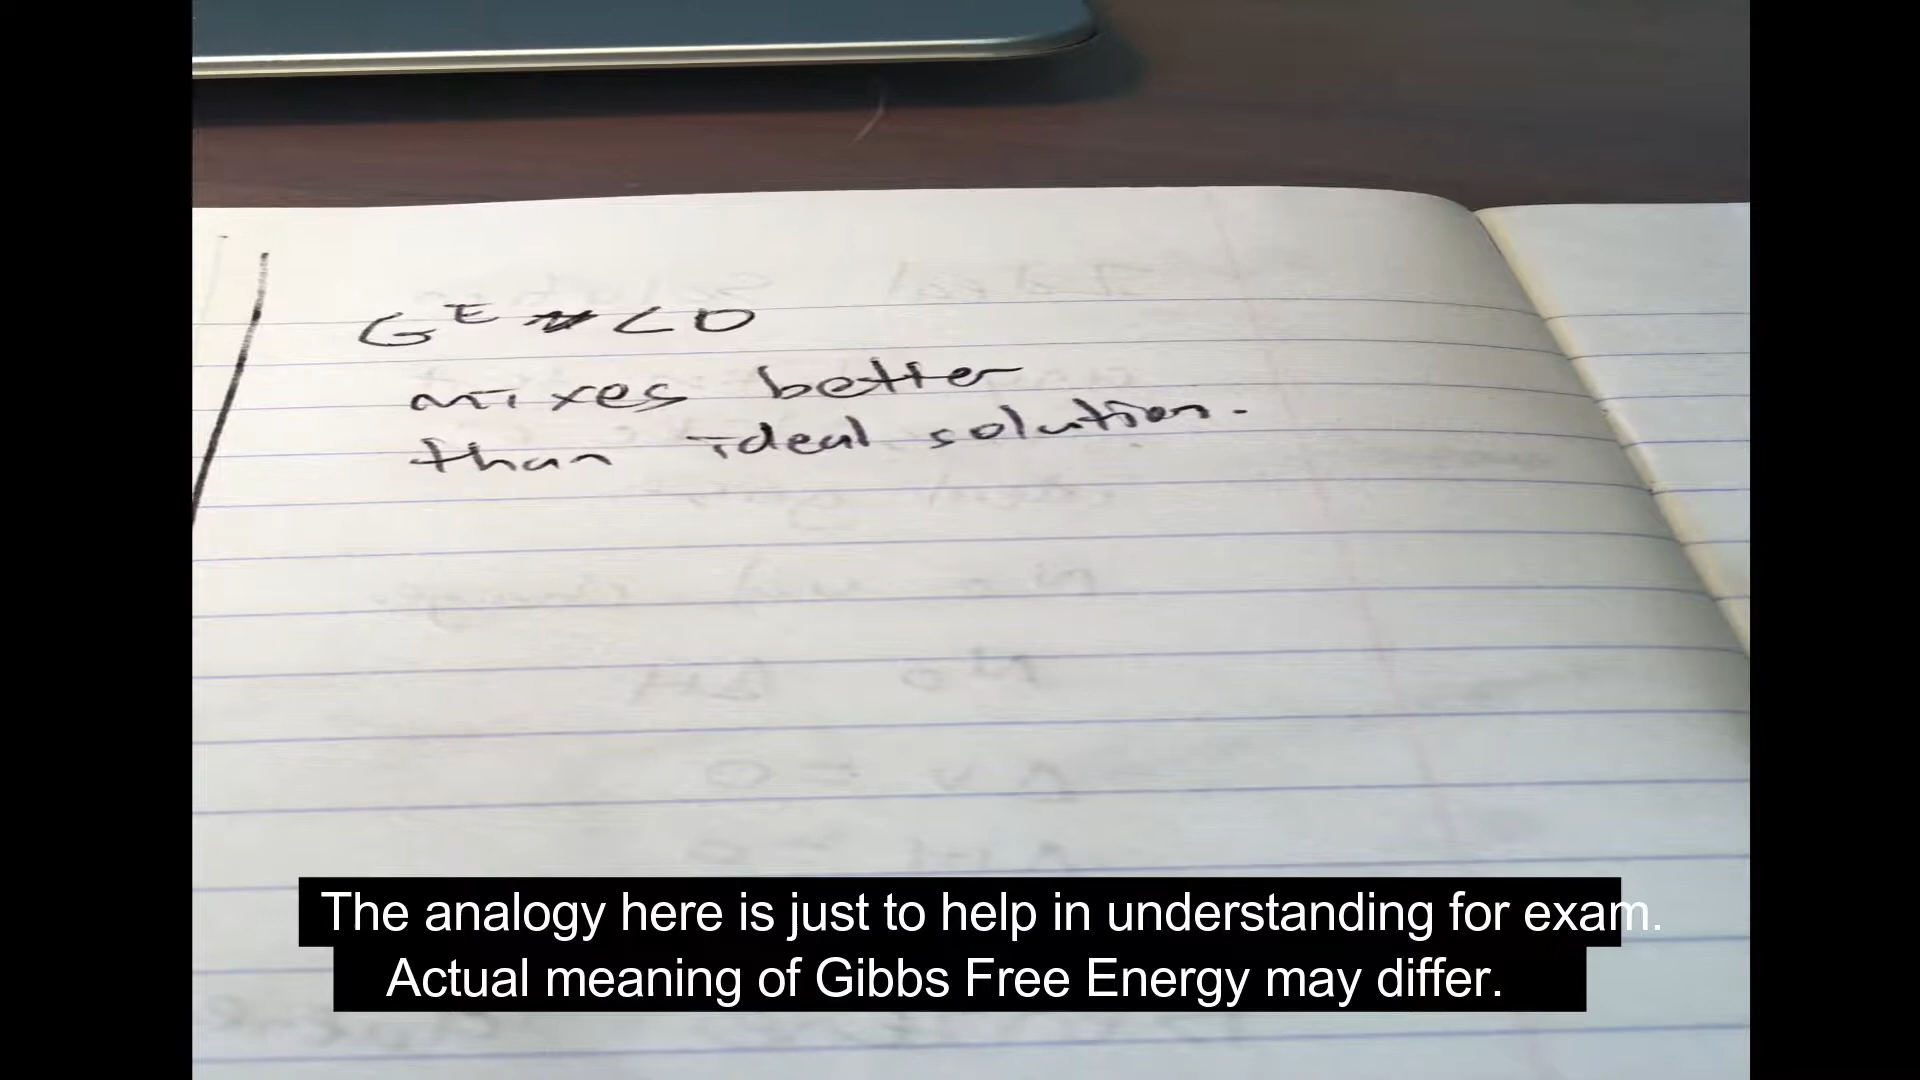 G^E < 0
mixes better
than ideal solution.
The analogy here is just to help in understanding for exam.
Actual meaning of Gibbs Free Energy may differ.